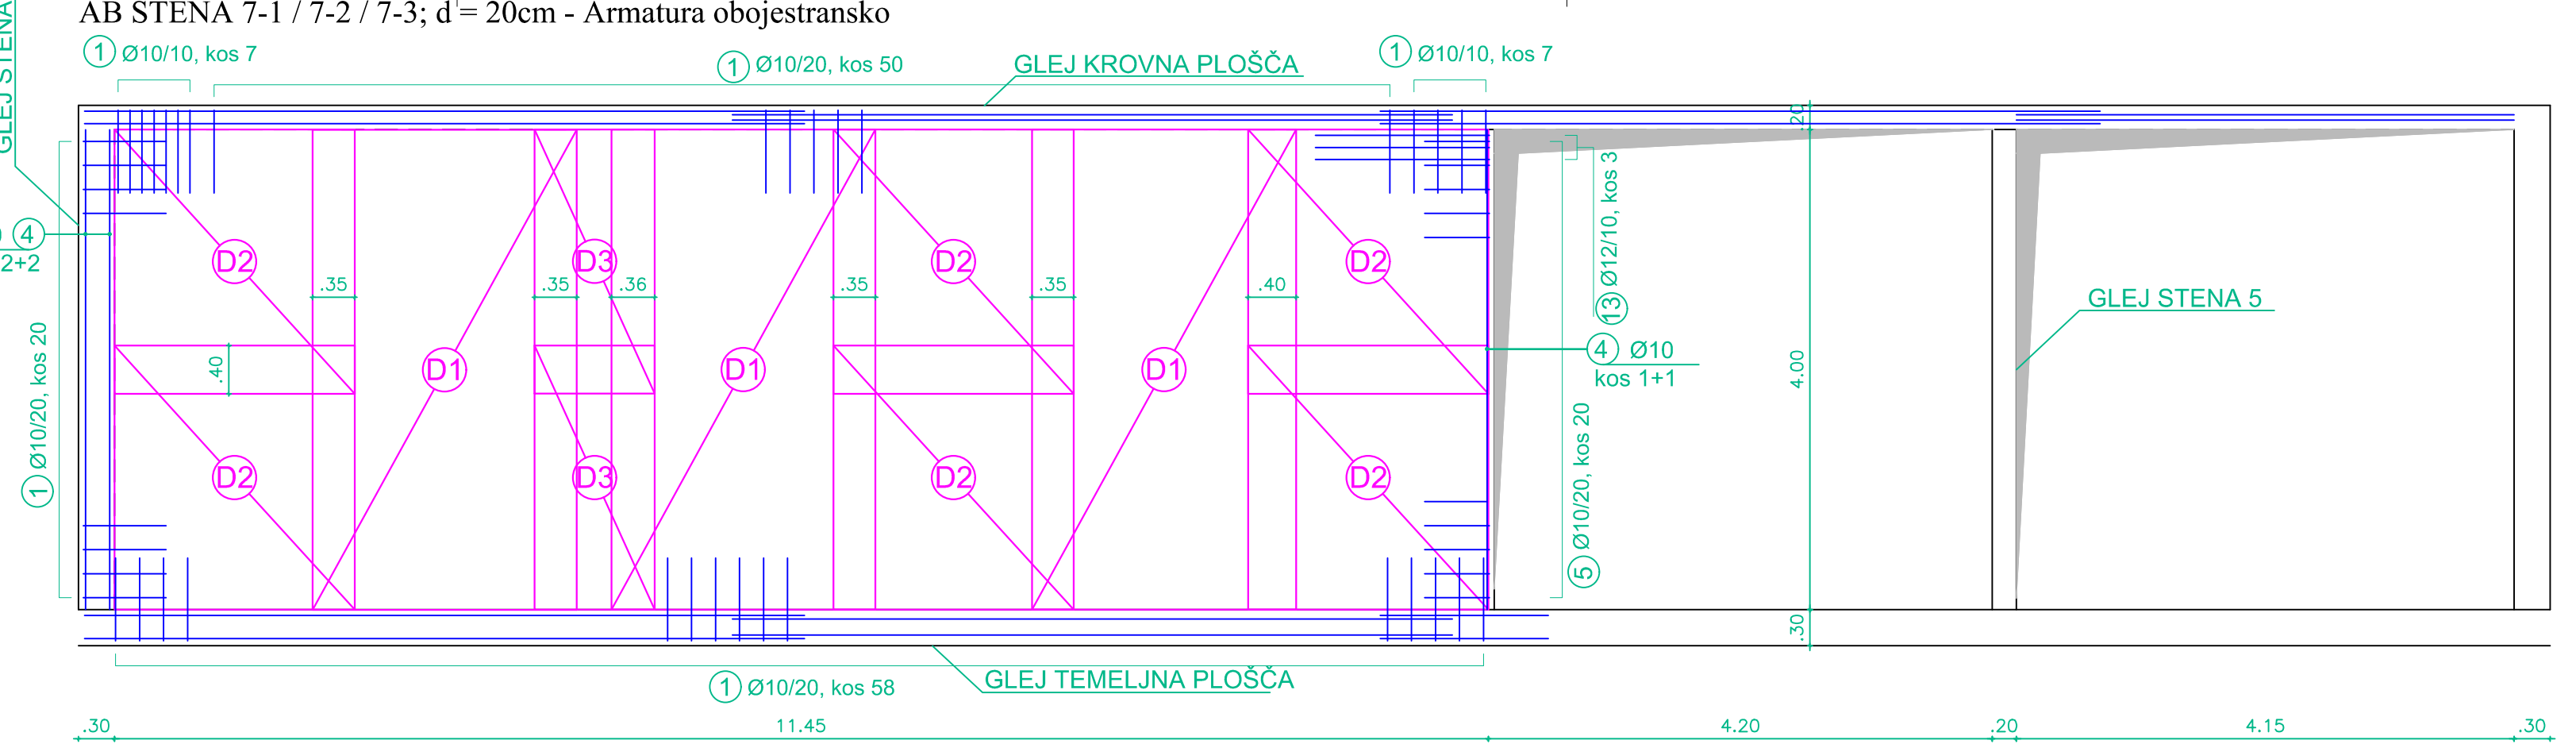 AB STENA 7-1 / 7-2 / 7-3; d = 20cm - Armatura obojestransko
GLEJ STENA
1 Ø10/10, kos 7
1 Ø10/20, kos 50
GLEJ KROVNA PLOŠČA
1 Ø10/10, kos 7
.20
4
2+2
D2
D3
D2
D2
.35
.35
.36
.35
.35
.40
13 Ø12/10, kos 3
GLEJ STENA 5
4 Ø10
kos 1+1
.40
D1
D1
D1
4.00
1 Ø10/20, kos 20
5 Ø10/20, kos 20
D2
D3
D2
D2
.30
1 Ø10/20, kos 58
GLEJ TEMELJNA PLOŠČA
.30
11.45
4.20
.20
4.15
.30